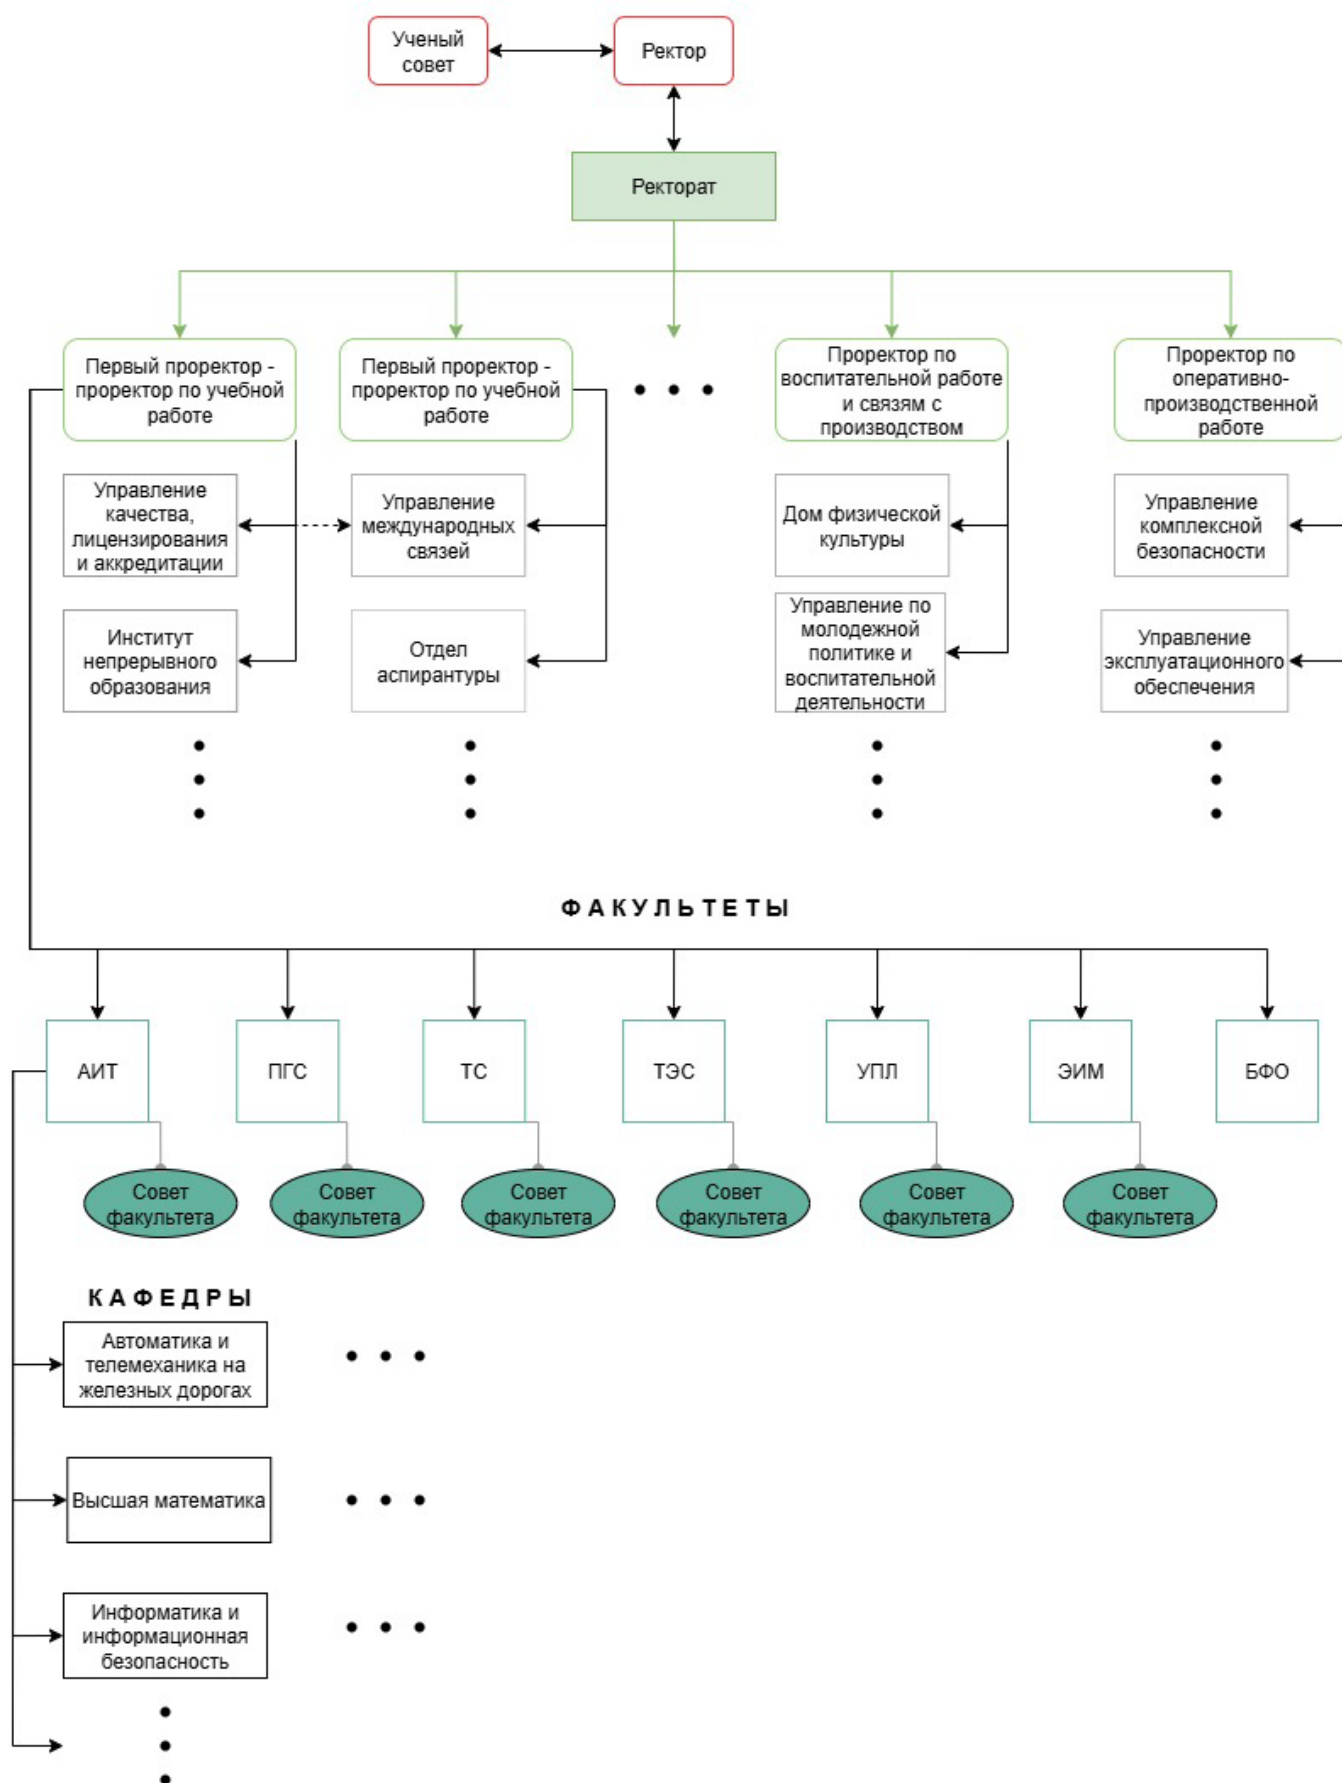 Ученый
совет
Ректор
Ректорат
Первый проректор -
проректор по учебной
работе
Первый проректор -
проректор по учебной
работе
Проректор по
воспитательной работе
и связям с
производством
Проректор по
оперативно-
производственной
работе
Управление
качества,
лицензирования
и аккредитации
Управление
международных
связей
Дом физической
культуры
Управление
комплексной
безопасности
Институт
непрерывного
образования
Отдел
аспирантуры
Управление по
молодежной
политике и
воспитательной
деятельности
Управление
эксплуатационного
обеспечения
ФАКУЛЬТЕТЫ
АИТ
ПГС
ТС
ТЭС
УПЛ
ЭИМ
БФО
Совет
факультета
Совет
факультета
Совет
факультета
Совет
факультета
Совет
факультета
Совет
факультета
КАФЕДРЫ
Автоматика и
телемеханика на
железных дорогах
Высшая математика
Информатика и
информационная
безопасность